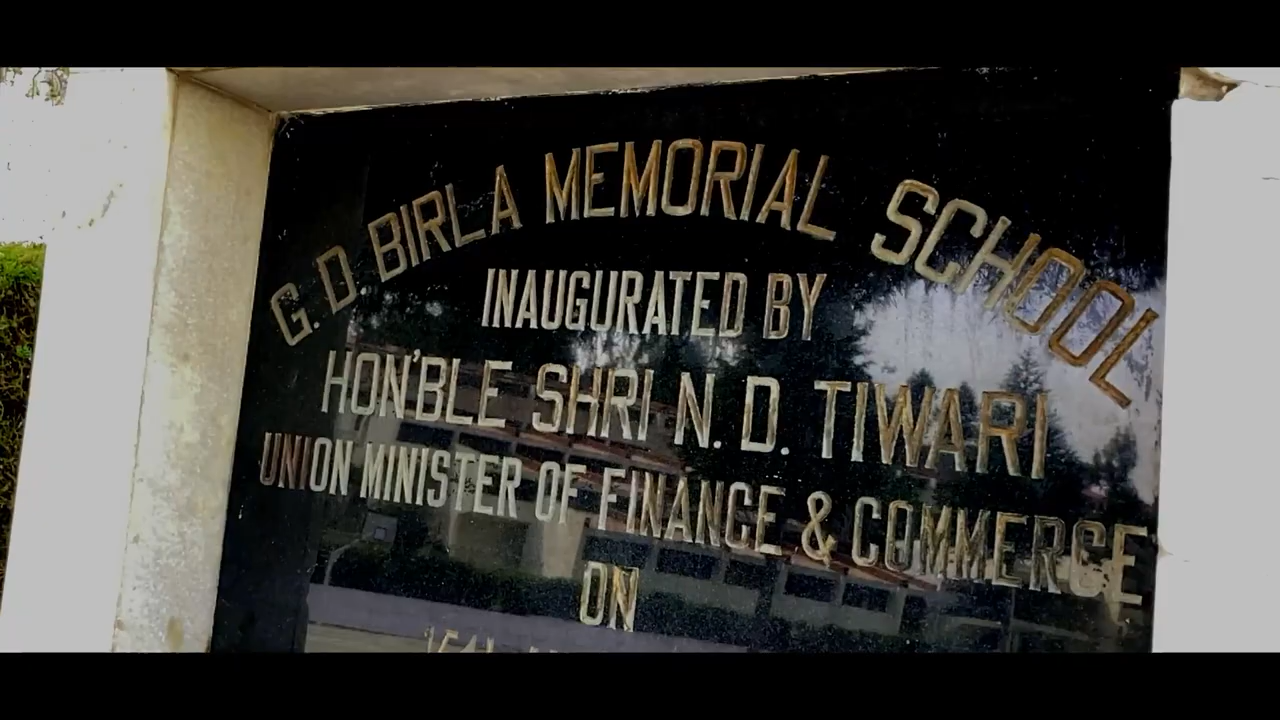 G. D. BIRLA MEMORIAL SCHOOL
INAUGURATED BY
HON'BLE SHRI N. D. TIWARI
UNION MINISTER OF FINANCE & COMMERCE
ON